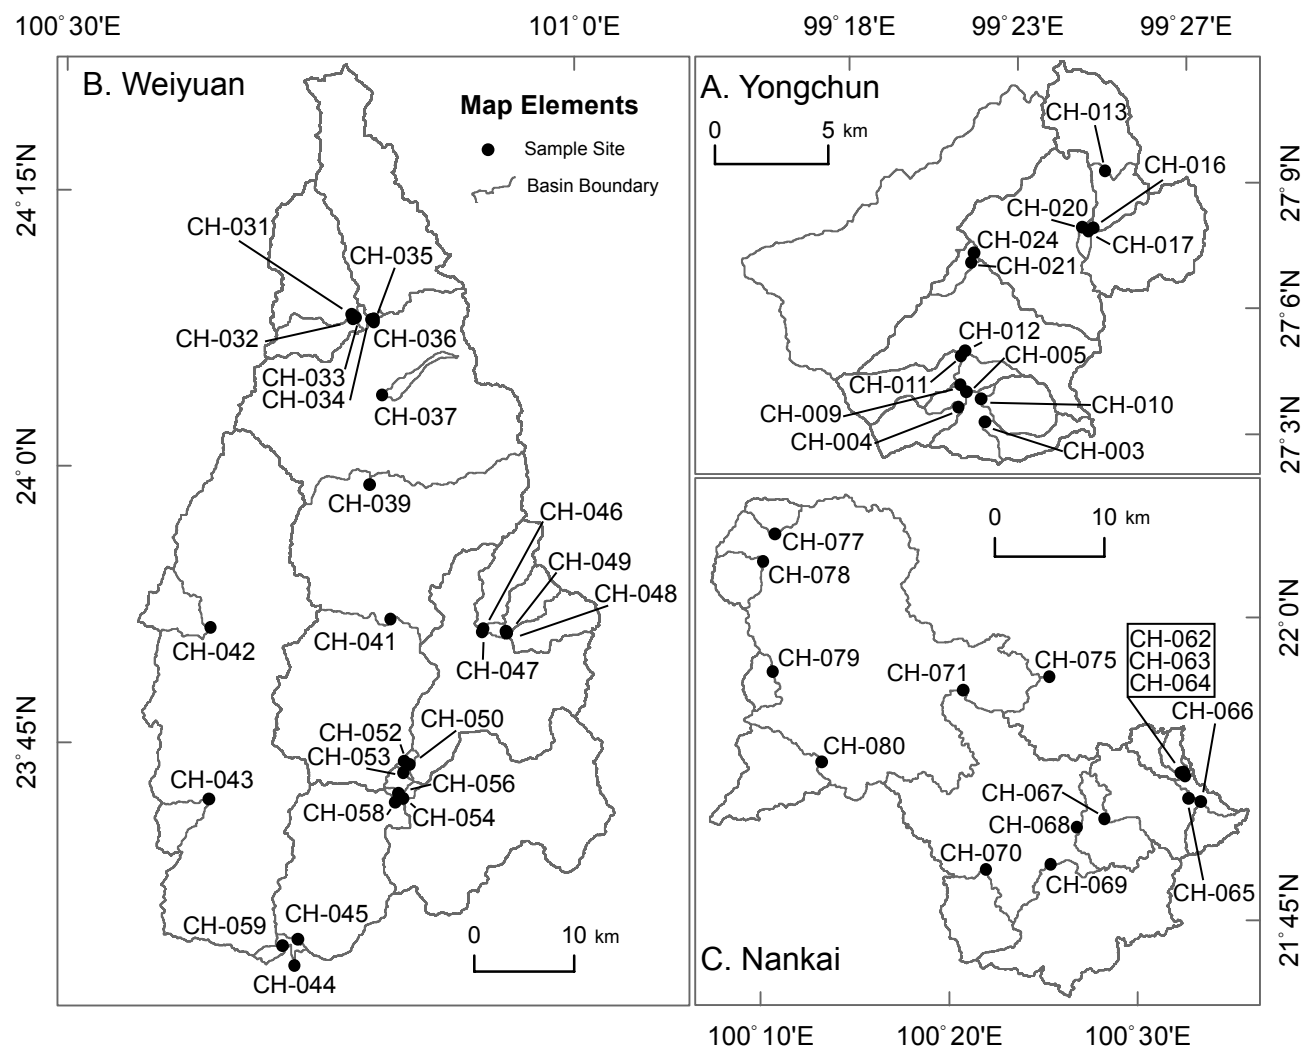 100°30'E
101°0'E
99°18'E
99°23'E
99°27'E
B. Weiyuan
Map Elements
Sample Site
Basin Boundary
24°15'N
24°0'N
23°45'N
CH-031
CH-035
CH-032
CH-036
CH-033
CH-034
CH-037
CH-039
CH-046
CH-049
CH-048
CH-041
CH-042
CH-047
CH-050
CH-052
CH-053
CH-043
CH-056
CH-058
CH-054
CH-059
CH-045
CH-044
0 10 km
A. Yongchun
0 5 km
CH-013
CH-016
CH-020
CH-017
CH-024
CH-021
CH-012
CH-005
CH-011
CH-009
CH-010
CH-004
CH-003
27°9'N
27°6'N
27°3'N
0 10 km
CH-077
CH-078
CH-079
CH-071
CH-075
CH-062
CH-063
CH-064
CH-066
CH-080
CH-067
CH-068
CH-070
CH-069
CH-065
C. Nankai
22°0'N
21°45'N
100°10'E
100°20'E
100°30'E